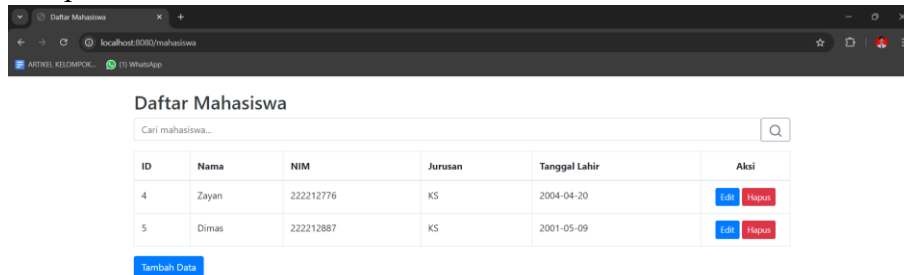 Daftar Mahasiswa
localhost:8080/mahasiswa
ARTIKEL KELOMPOK... (1) WhatsApp
Daftar Mahasiswa
Cari mahasiswa...
ID Nama NIM Jurusan Tanggal Lahir Aksi
4 Zayan 222212776 KS 2004-04-20 Edit Hapus
5 Dimas 222212887 KS 2001-05-09 Edit Hapus
Tambah Data